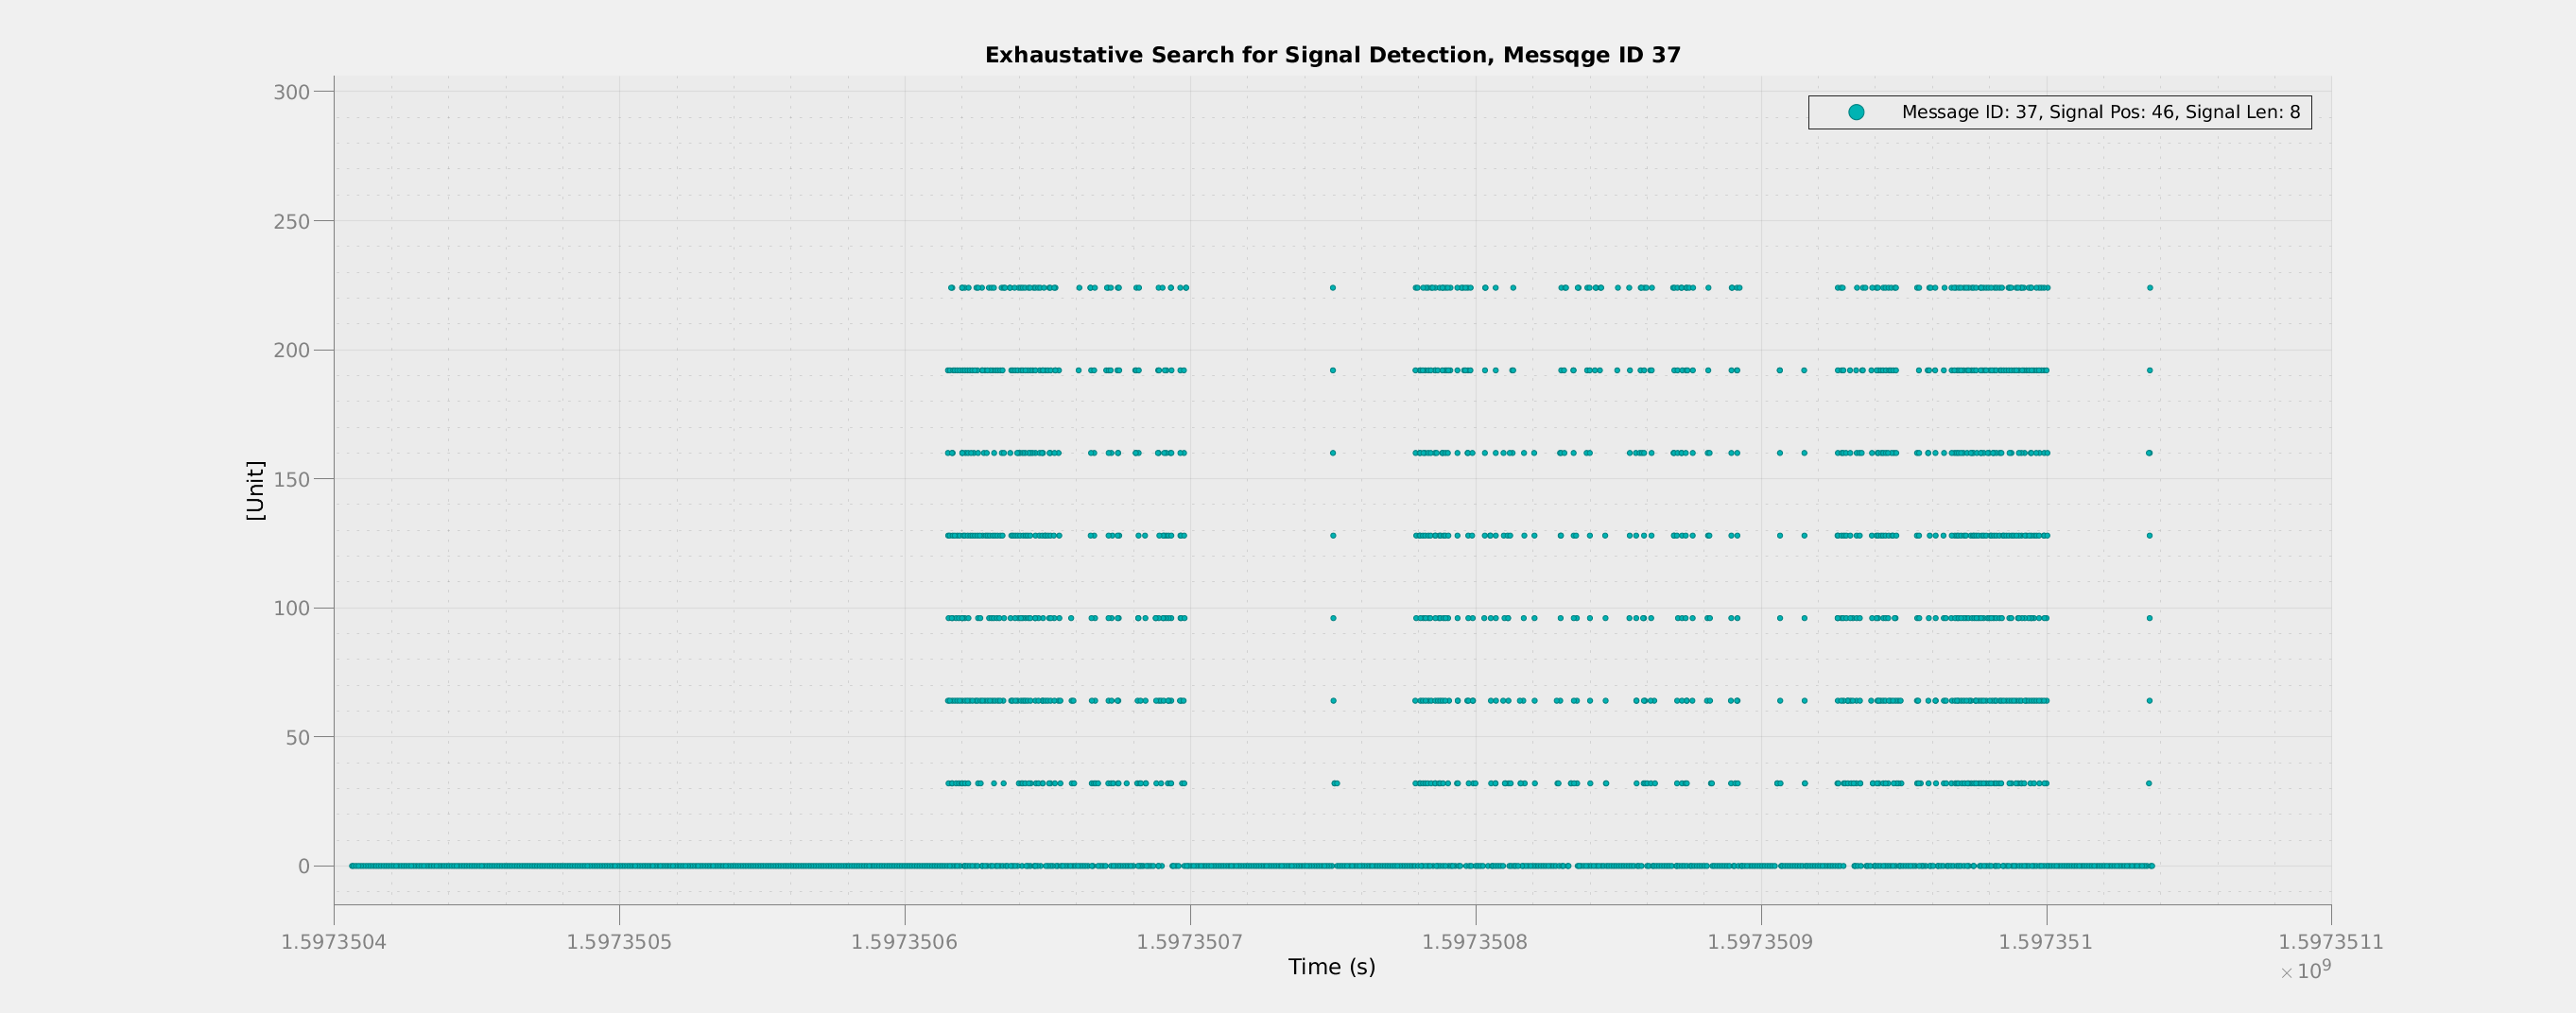 Exhaustative Search for Signal Detection, Messqge ID 37
300
Message ID: 37, Signal Pos: 46, Signal Len: 8
250
200
150
[Unit]
100
50
0
1.5973504 1.5973505 1.5973506 1.5973507 1.5973508 1.5973509 1.597351 1.5973511
Time (s)
× 10⁹